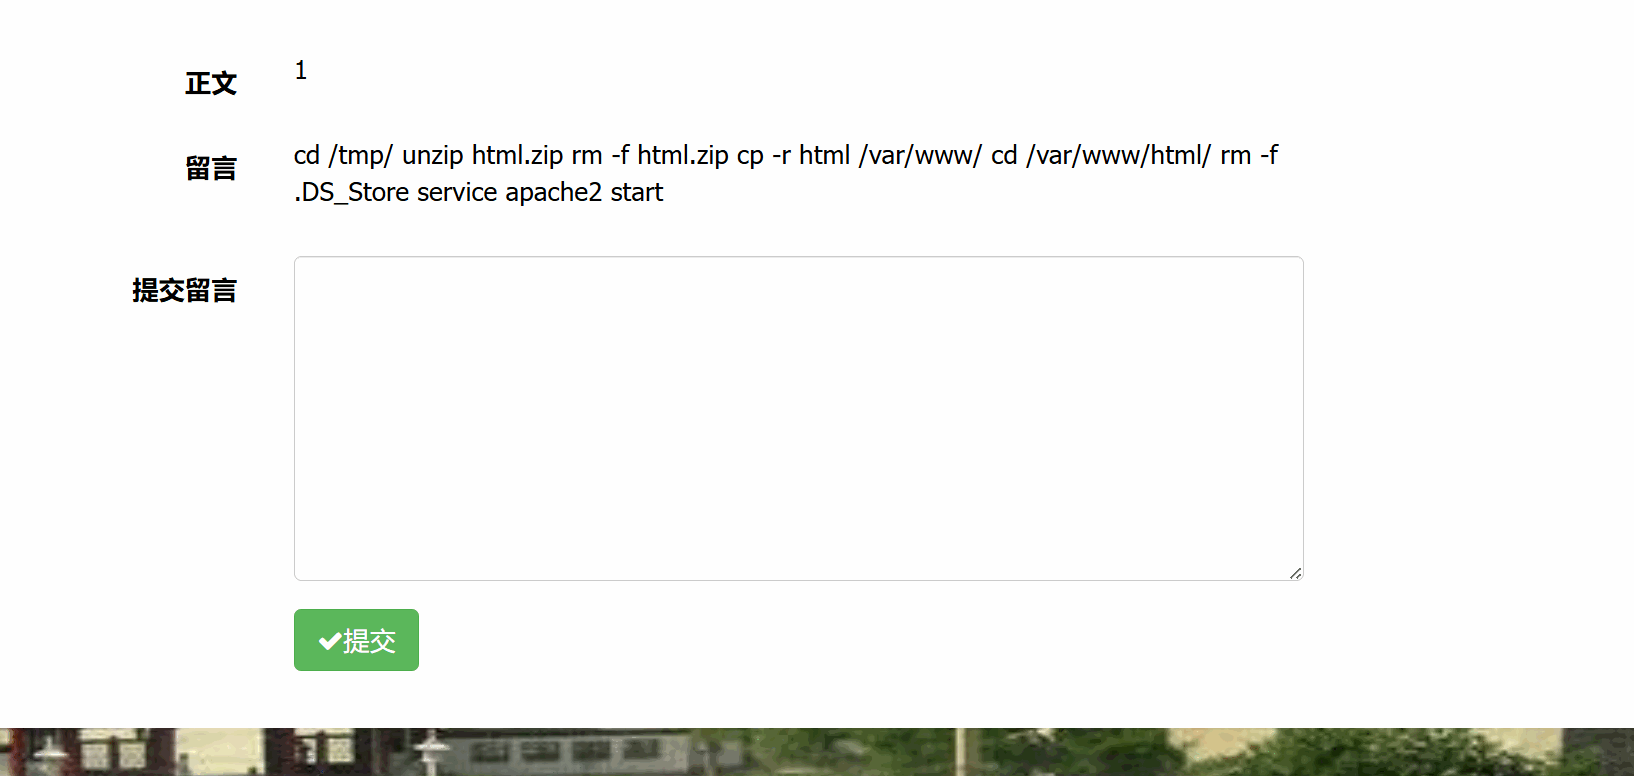 正文
1
留言
cd /tmp/ unzip html.zip rm -f html.zip cp -r html /var/www/ cd /var/www/html/ rm -f
.DS_Store service apache2 start
提交留言
提交